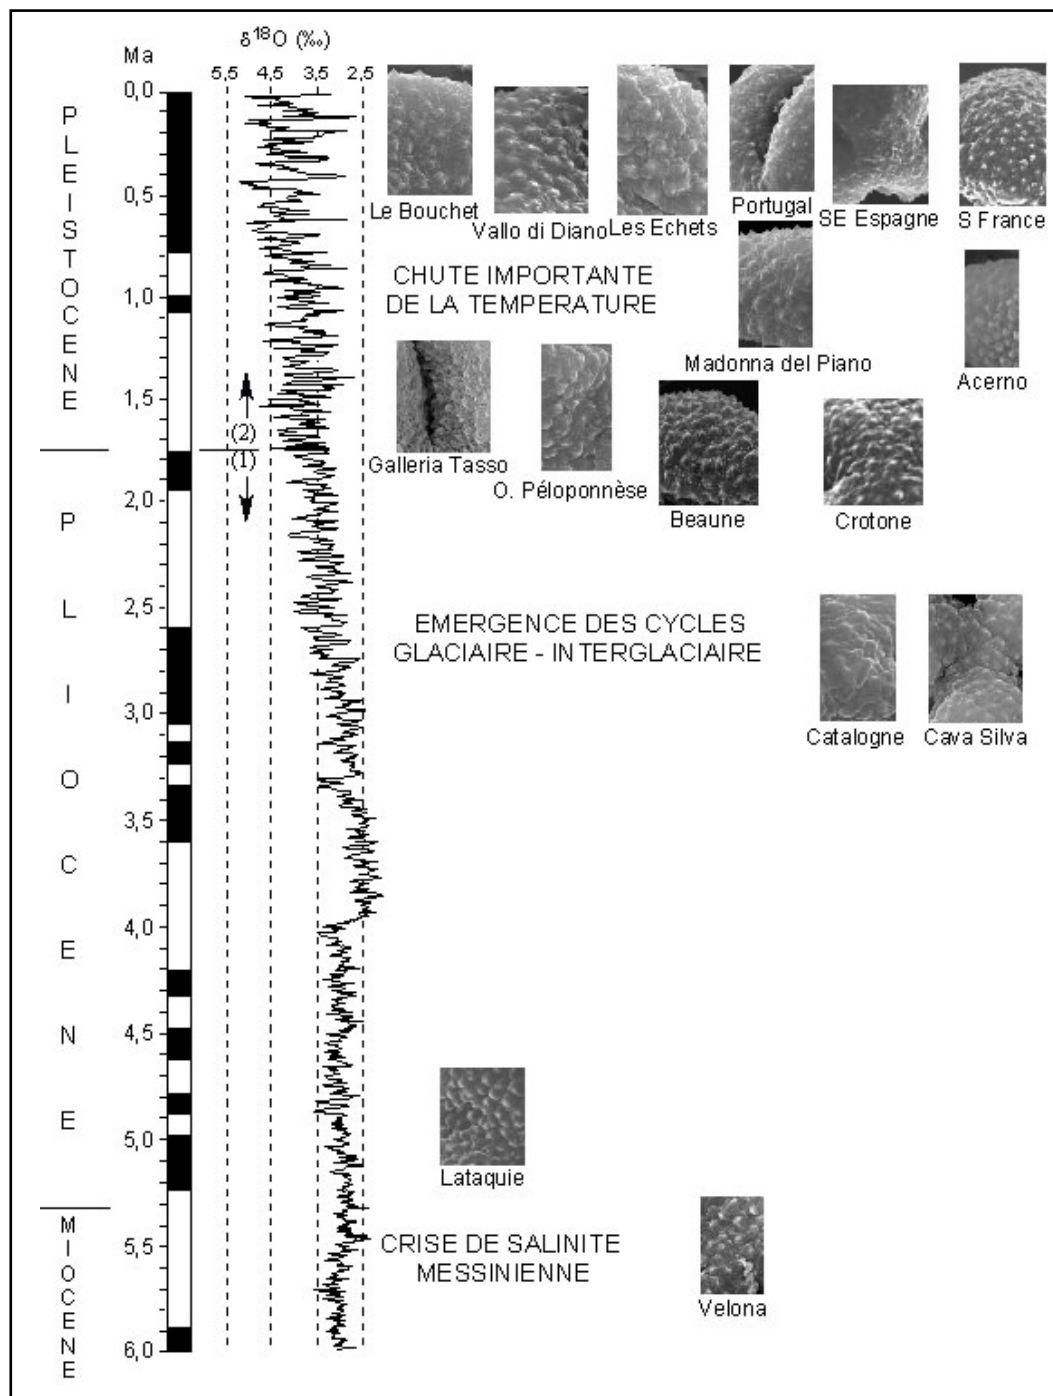 δ18O (‰)
Ma
5,5 4,5 3,5 2,5
0,0
0,5
1,0
1,5
2,0
2,5
3,0
3,5
4,0
4,5
5,0
5,5
6,0
PLEISTOCENE
PLIOCENE
MIOCENE
(2)
(1)
Le Bouchet
Vallo di Diano
Les Echets
Portugal
SE Espagne
S France
CHUTE IMPORTANTE
DE LA TEMPERATURE
Madonna del Piano
Acerno
Galleria Tasso
O. Péloponnèse
Beaune
Crotone
EMERGENCE DES CYCLES
GLACIAIRE - INTERGLACIAIRE
Catalogne
Cava Silva
Lataquie
CRISE DE SALINITE
MESSINIENNE
Velona